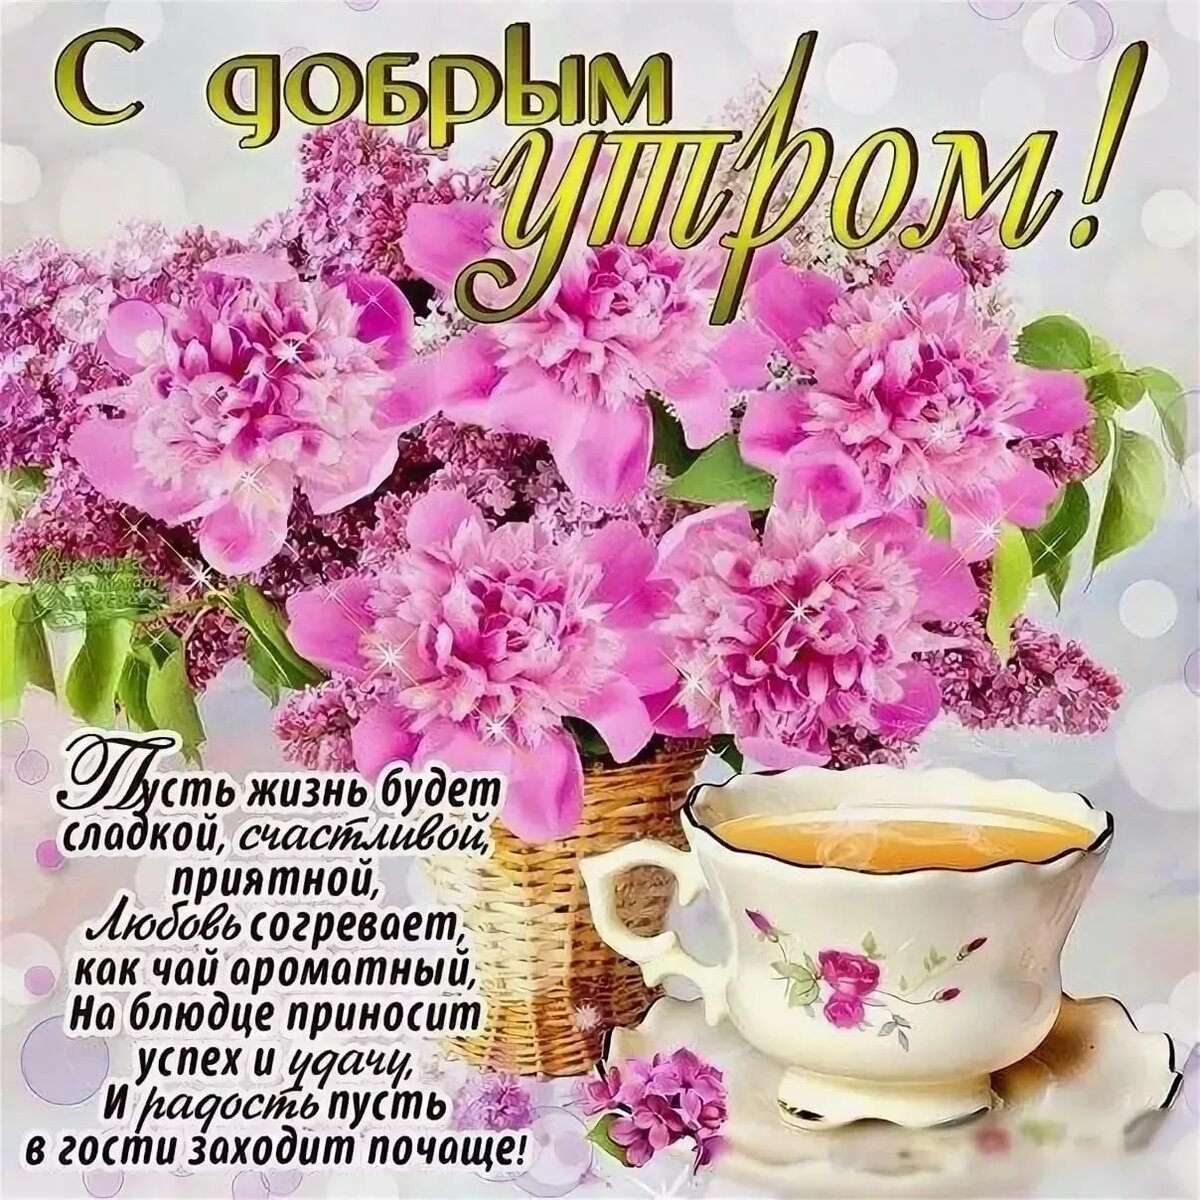 С добрым
утром!
Пусть жизнь будет
сладкой, счастливой,
приятной,
Любовь согревает,
как чай ароматный,
На блюдце приносит
успех и удачу,
И радость пусть
в гости заходит почаще!